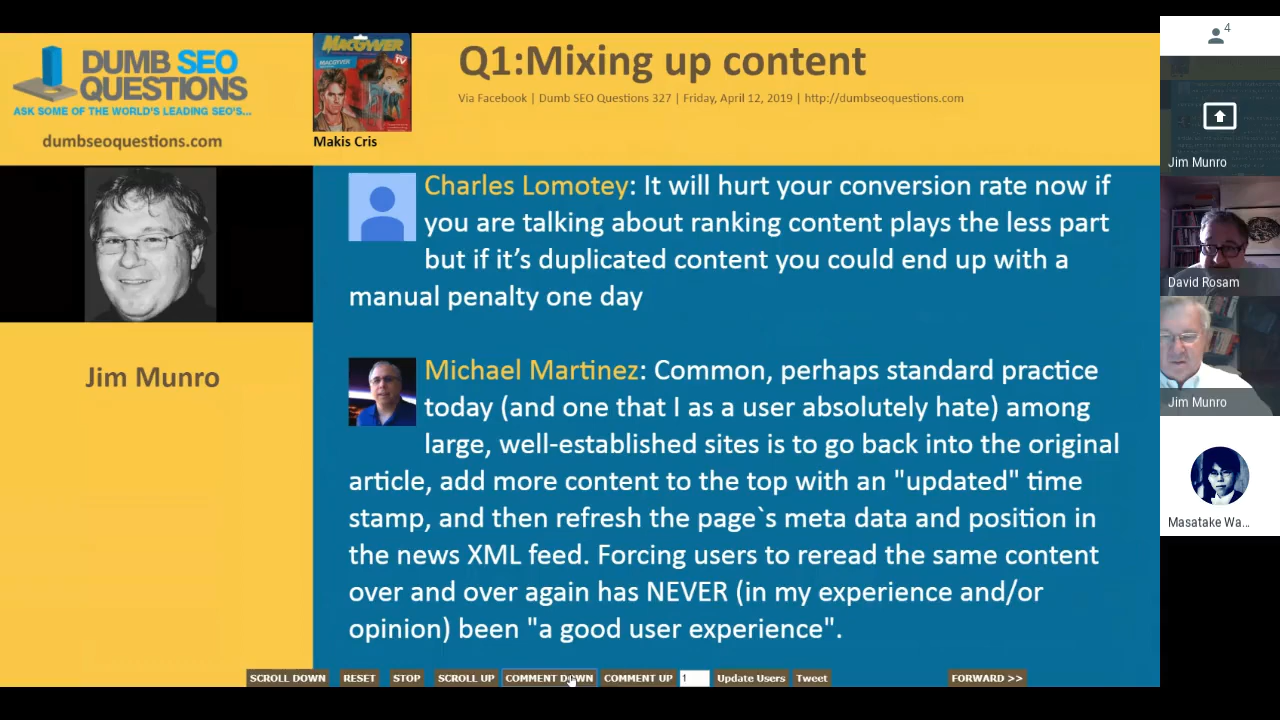 DUMB SEO
QUESTIONS
ASK SOME OF THE WORLD'S LEADING SEO'S...
dumbseoquestions.com
MACGYVER
Makis Cris
Q1:Mixing up content
Via Facebook | Dumb SEO Questions 327 | Friday, April 12, 2019 | http://dumbseoquestions.com
Jim Munro
Charles Lomotey: It will hurt your conversion rate now if
you are talking about ranking content plays the less part
but if it’s duplicated content you could end up with a
manual penalty one day
Michael Martinez: Common, perhaps standard practice
today (and one that I as a user absolutely hate) among
large, well-established sites is to go back into the original
article, add more content to the top with an "updated" time
stamp, and then refresh the page`s meta data and position in
the news XML feed. Forcing users to reread the same content
over and over again has NEVER (in my experience and/or
opinion) been "a good user experience".
SCROLL DOWN RESET STOP SCROLL UP COMMENT DOWN COMMENT UP 1 Update Users Tweet FORWARD >>
4
Jim Munro
David Rosam
Jim Munro
Masatake Wa...